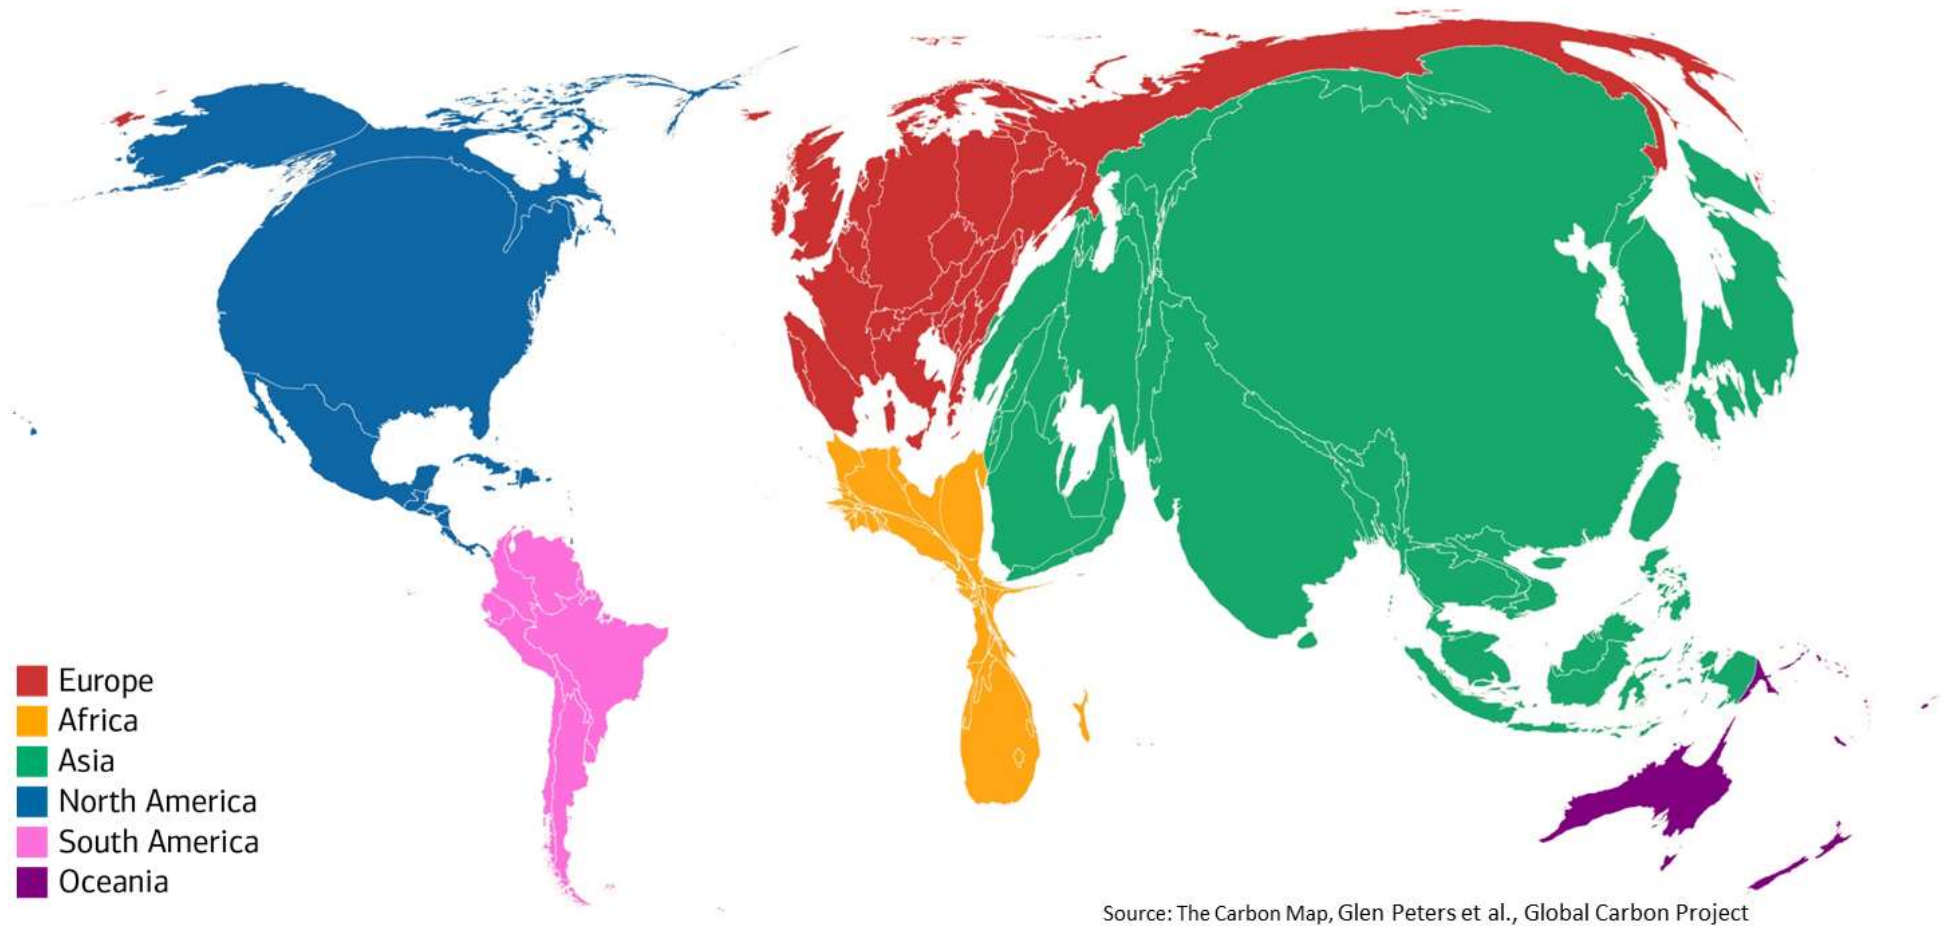 Europe
Africa
Asia
North America
South America
Oceania
Source: The Carbon Map, Glen Peters et al., Global Carbon Project